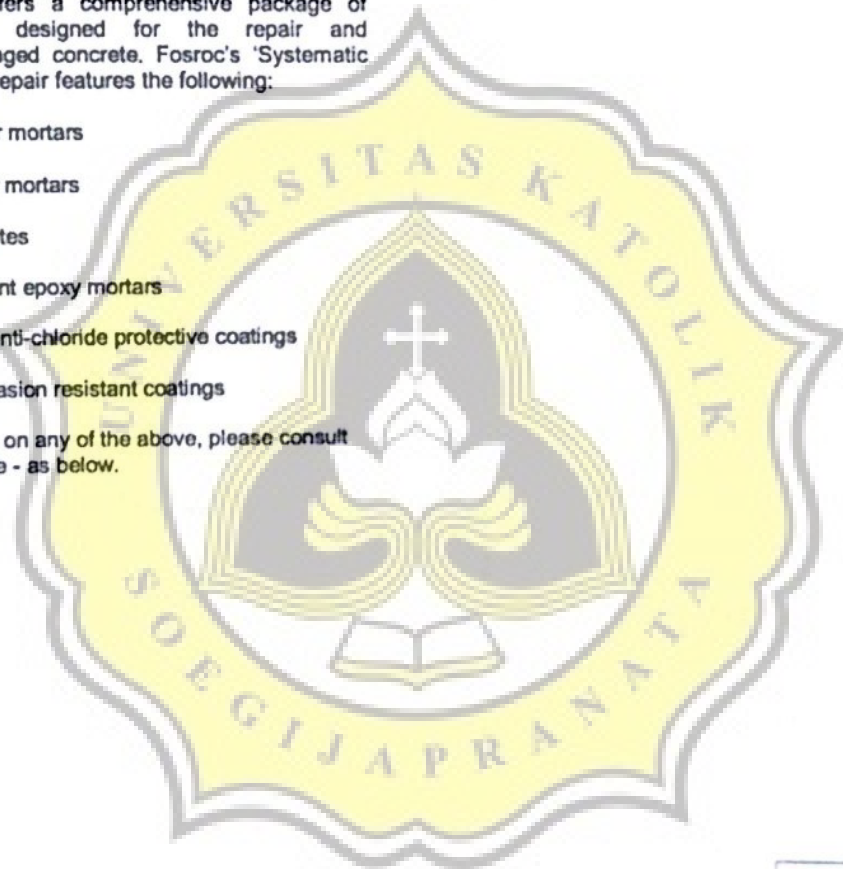 ers a comprehensive package of
designed for the repair and
ged concrete. Fosroc's 'Systematic
epair features the following:
mortars
mortars
tes
nt epoxy mortars
nti-chloride protective coatings
asion resistant coatings
on any of the above, please consult
- as below.
UNIVERSITAS KATOLIK
SOEGIJAPRANATA